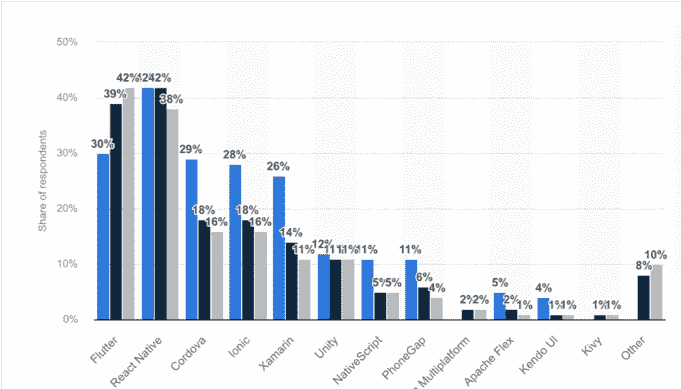 50%
40%
30%
20%
10%
0%
Share of respondents
30% 39% 42%
42% 42% 38%
29% 18% 16%
28% 18% 16%
26% 14% 11%
12% 11% 11%
11% 5% 5%
11% 6% 4%
2% 2%
5% 2% 1%
4% 1% 1%
1% 1%
8% 10%
Flutter
React Native
Cordova
Ionic
Xamarin
Unity
NativeScript
PhoneGap
Multiplatform
Apache Flex
Kendo UI
Kivy
Other